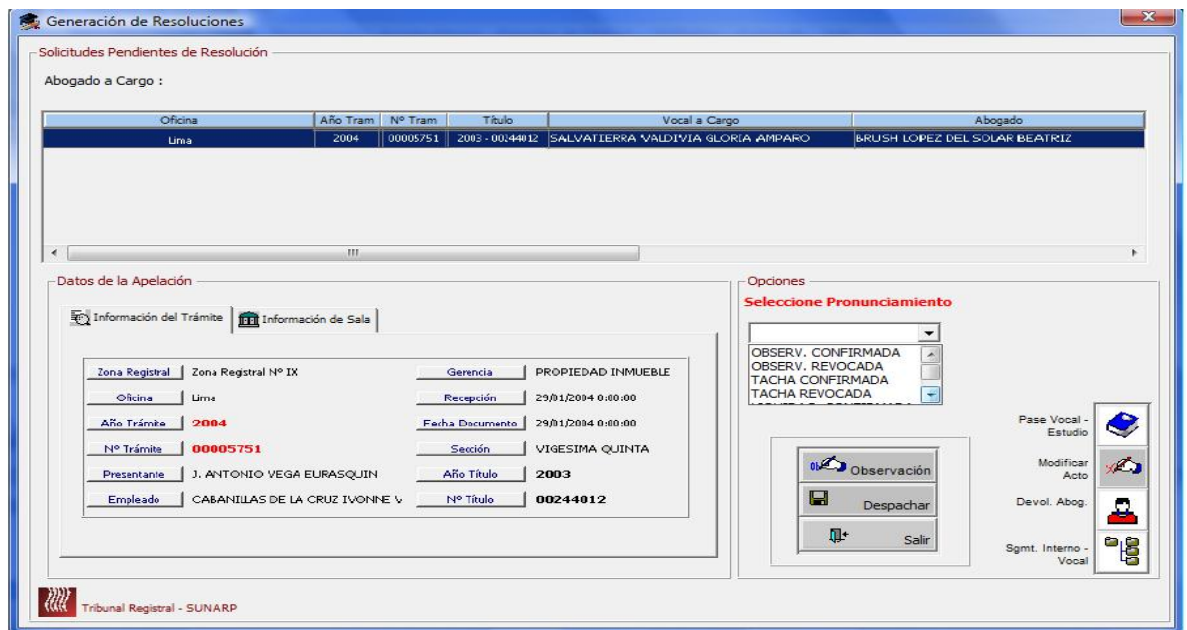 Generación de Resoluciones
Solicitudes Pendientes de Resolución
Abogado a Cargo :
Oficina Año Tram Nº Tram Título Vocal a Cargo Abogado
Lima 2004 00005751 2003 - 00244012 SALVATIERRA VALDIVIA GLORIA AMPARO BRUSH LOPEZ DEL SOLAR BEATRIZ
Datos de la Apelación
Información del Trámite Información de Sala
Zona Registral Zona Registral Nº IX Gerencia PROPIEDAD INMUEBLE
Oficina Lima Recepción 29/01/2004 0:00:00
Año Trámite 2004 Fecha Documento 29/01/2004 0:00:00
Nº Trámite 00005751 Sección VIGESIMA QUINTA
Presentante J. ANTONIO VEGA EURASQUIN Año Título 2003
Empleado CABANILLAS DE LA CRUZ IVONNE V Nº Título 00244012
Opciones
Seleccione Pronunciamiento
OBSERV. CONFIRMADA
OBSERV. REVOCADA
TACHA CONFIRMADA
TACHA REVOCADA
Observación
Despachar
Salir
Pase Vocal -
Estudio
Modificar
Acto
Devol. Abog.
Sgmt. Interno -
Vocal
Tribunal Registral - SUNARP